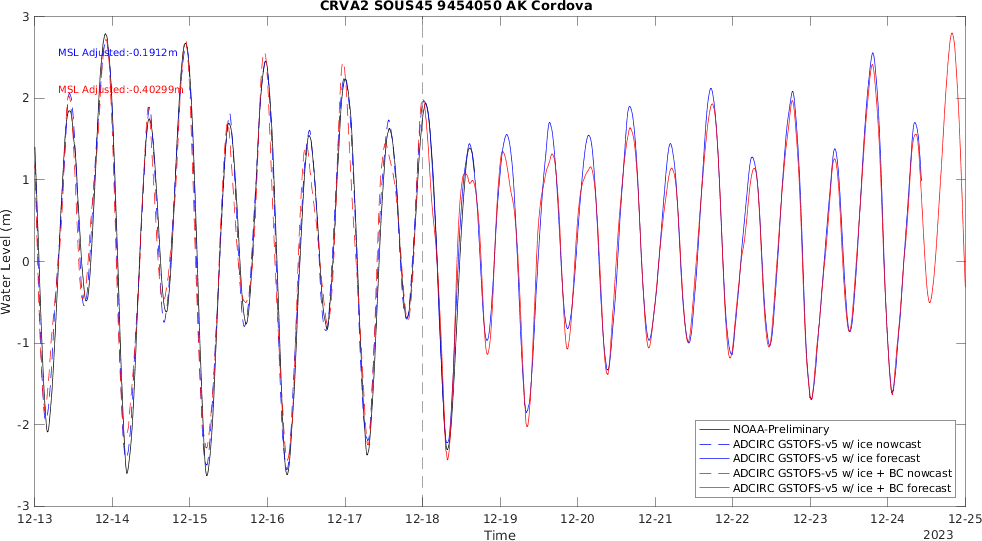 CRVA2 SOUS45 9454050 AK Cordova
3
2
1
0
-1
-2
-3
Water Level (m)
MSL Adjusted:-0.1912m
MSL Adjusted:-0.40299m
NOAA-Preliminary
ADCIRC GSTOFS-v5 w/ ice nowcast
ADCIRC GSTOFS-v5 w/ ice forecast
ADCIRC GSTOFS-v5 w/ ice + BC nowcast
ADCIRC GSTOFS-v5 w/ ice + BC forecast
12-13 12-14 12-15 12-16 12-17 12-18 12-19 12-20 12-21 12-22 12-23 12-24 12-25
Time
2023